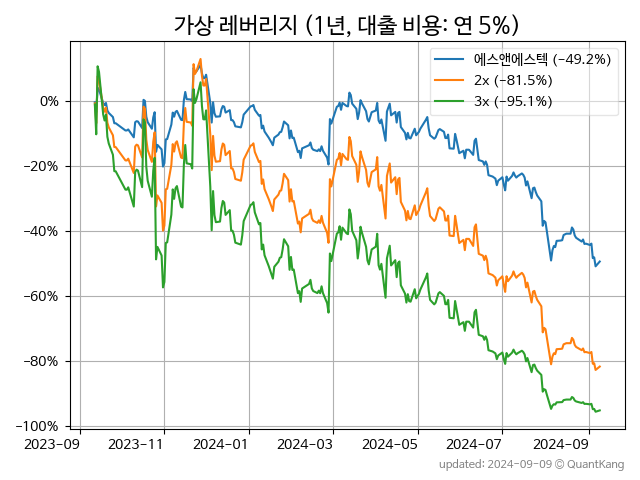 가상 레버리지 (1년, 대출 비용: 연 5%)
에스앤에스텍 (−49.2%)
2x (−81.5%)
3x (−95.1%)
0%
−20%
−40%
−60%
−80%
−100%
2023−09 2023−11 2024−01 2024−03 2024−05 2024−07 2024−09
updated: 2024-09-09 © QuantKang